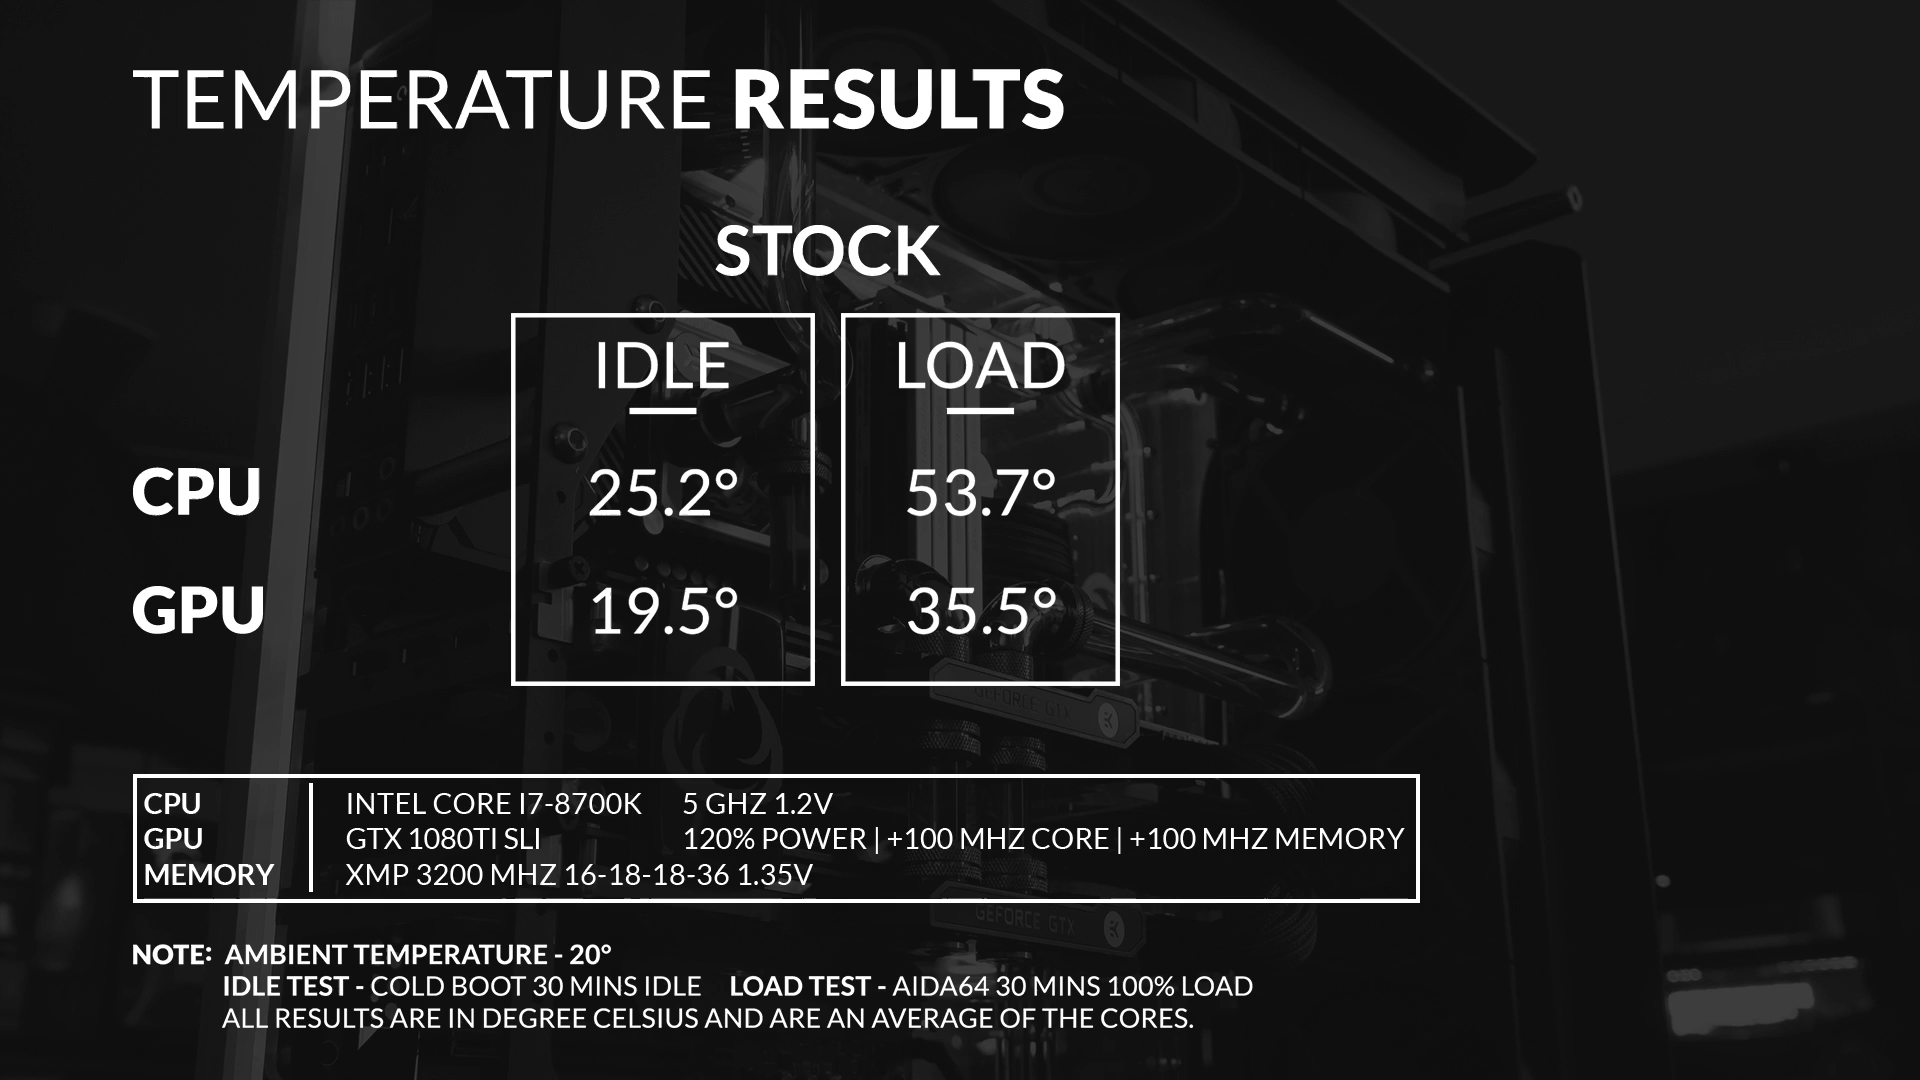 TEMPERATURE RESULTS
STOCK
IDLE LOAD
CPU 25.2° 53.7°
GPU 19.5° 35.5°
GEFORCE GTX
CPU INTEL CORE I7-8700K 5 GHZ 1.2V
GPU GTX 1080TI SLI 120% POWER | +100 MHZ CORE | +100 MHZ MEMORY
MEMORY XMP 3200 MHZ 16-18-18-36 1.35V
GEFORCE GTX
NOTE: AMBIENT TEMPERATURE - 20°
IDLE TEST - COLD BOOT 30 MINS IDLE LOAD TEST - AIDA64 30 MINS 100% LOAD
ALL RESULTS ARE IN DEGREE CELSIUS AND ARE AN AVERAGE OF THE CORES.